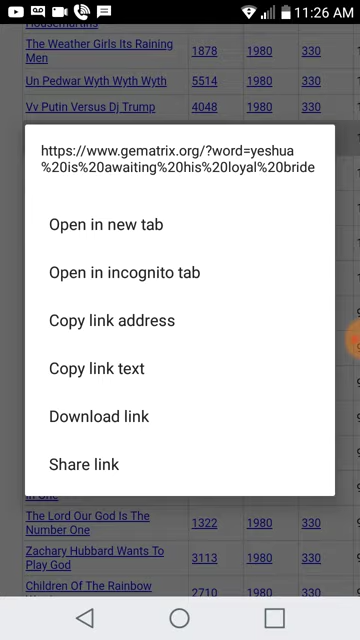 11:26 AM
Housemartins
The Weather Girls Its Raining
Men
1878 1980 330
Un Pedwar Wyth Wyth Wyth 5514 1980 330
Vv Putin Versus Dj Trump 4048 1980 330
https://www.gematrix.org/?word=yeshua
%20is%20awaiting%20his%20loyal%20bride
Open in new tab
Open in incognito tab
Copy link address
Copy link text
Download link
Share link
In One
The Lord Our God Is The
Number One
1322 1980 330
Zachary Hubbard Wants To
Play God
3113 1980 330
Children Of The Rainbow
2710 1980 330